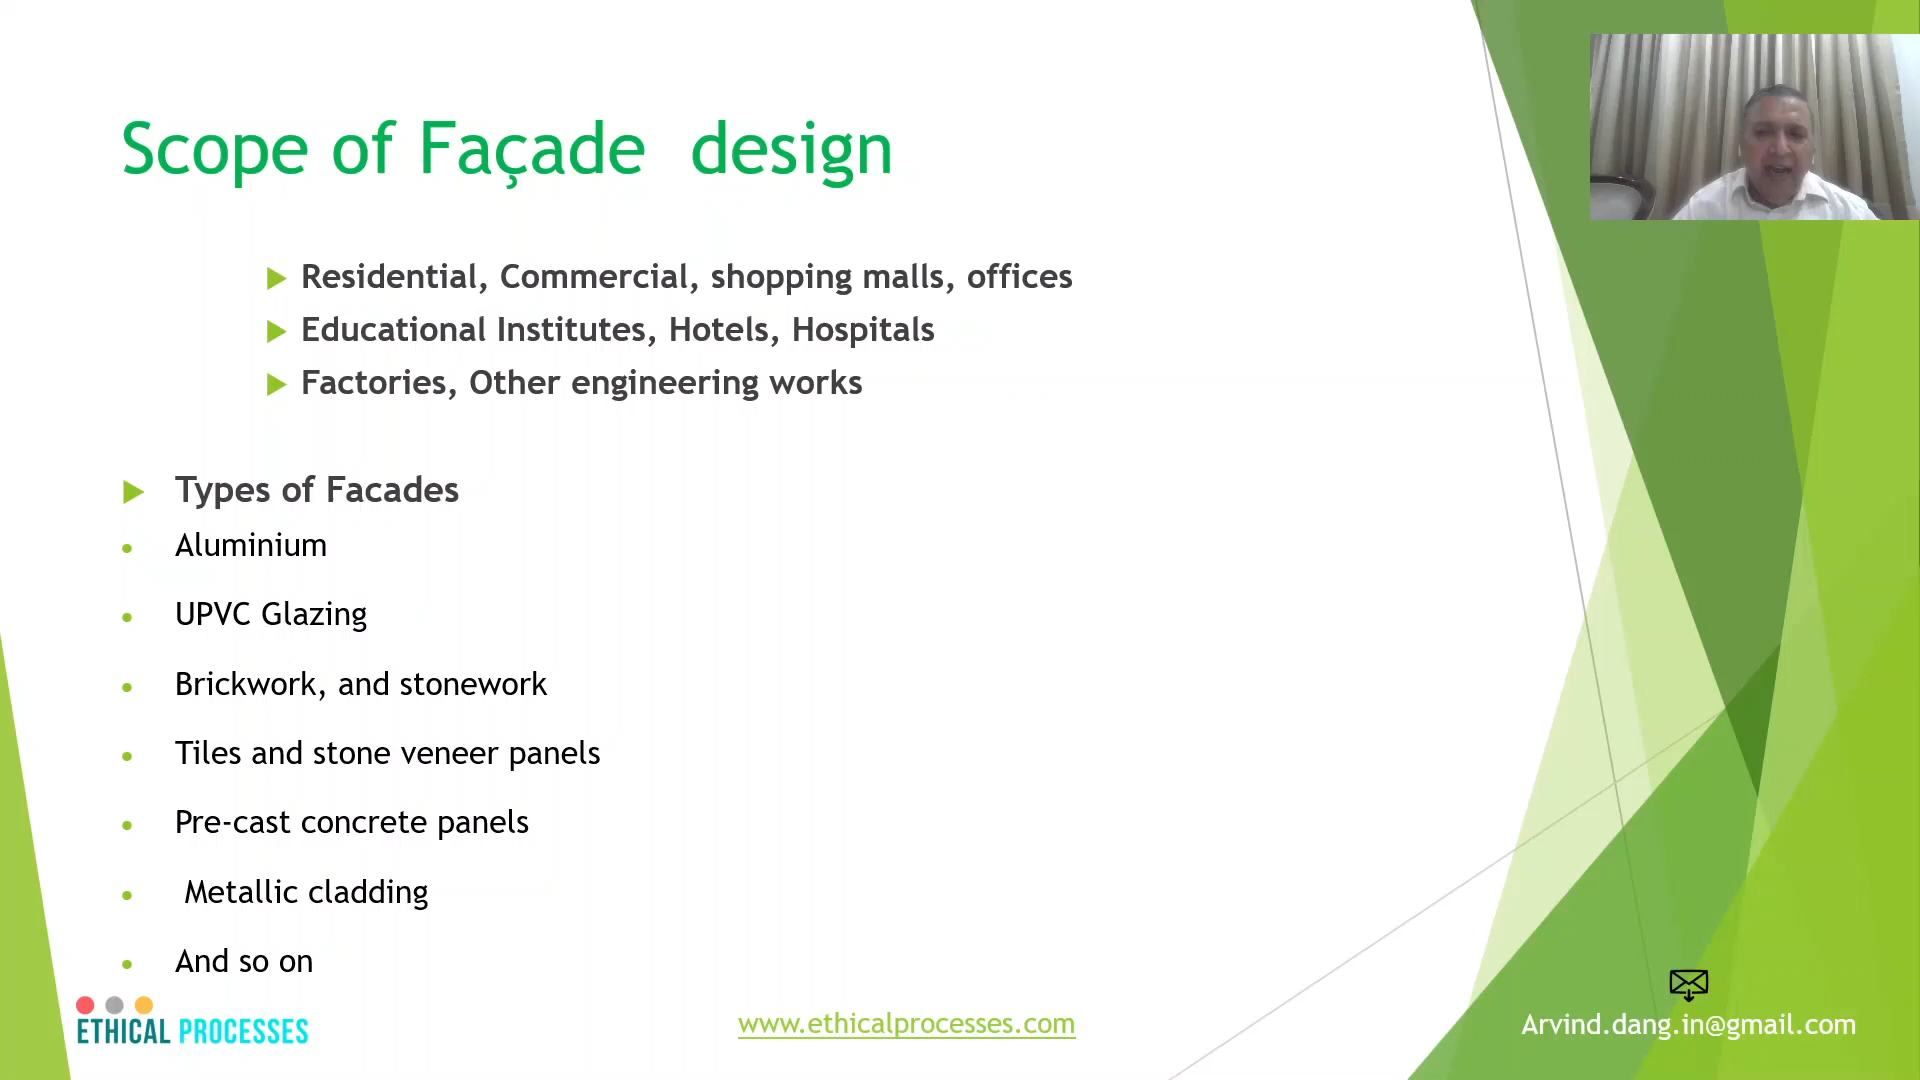 Scope of Façade design
Residential, Commercial, shopping malls, offices
Educational Institutes, Hotels, Hospitals
Factories, Other engineering works
Types of Facades
Aluminium
UPVC Glazing
Brickwork, and stonework
Tiles and stone veneer panels
Pre-cast concrete panels
Metallic cladding
And so on
ETHICAL PROCESSES
www.ethicalprocesses.com
Arvind.dang.in@gmail.com